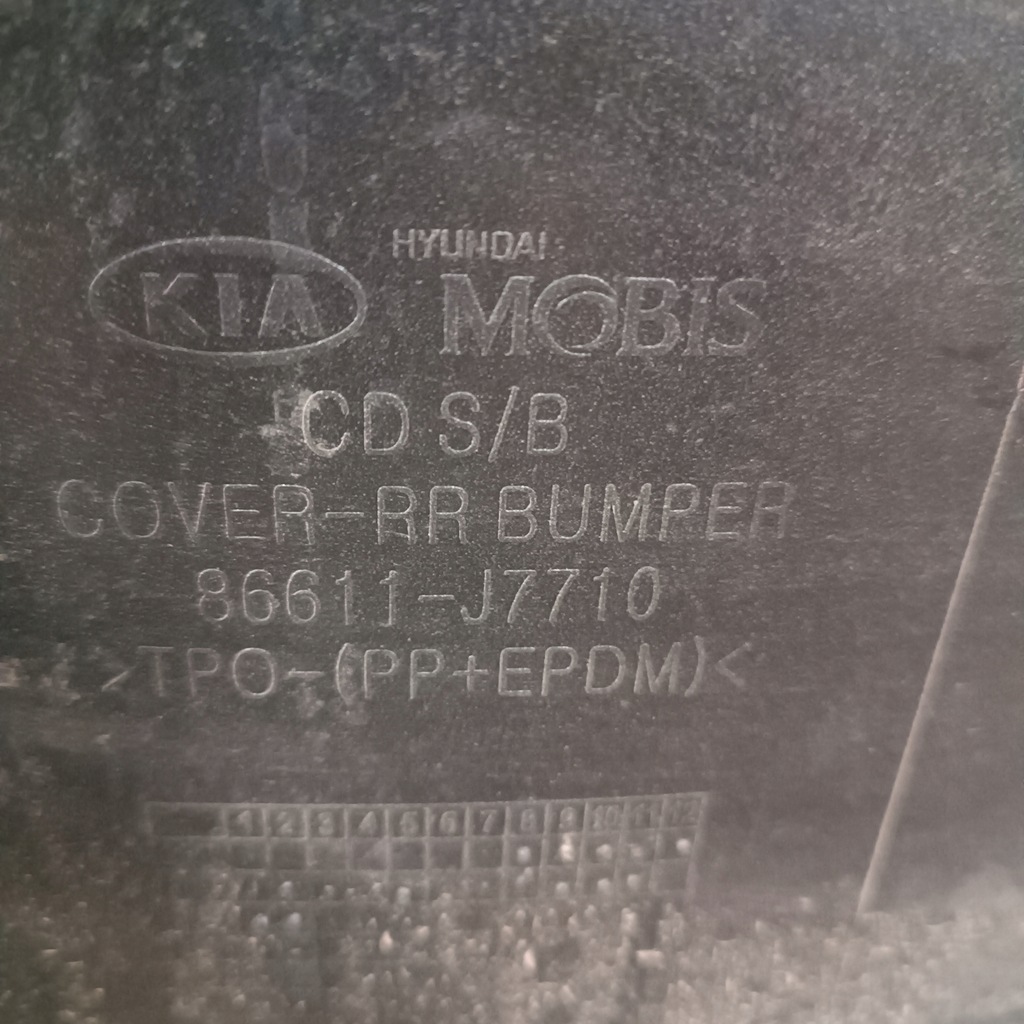 KIA HYUNDAI MOBIS
CD S/B
COVER-RR BUMPER
86611-J7710
>TPO-(PP+EPDM)<
1 2 3 4 5 6 7 8 9 10 11 12